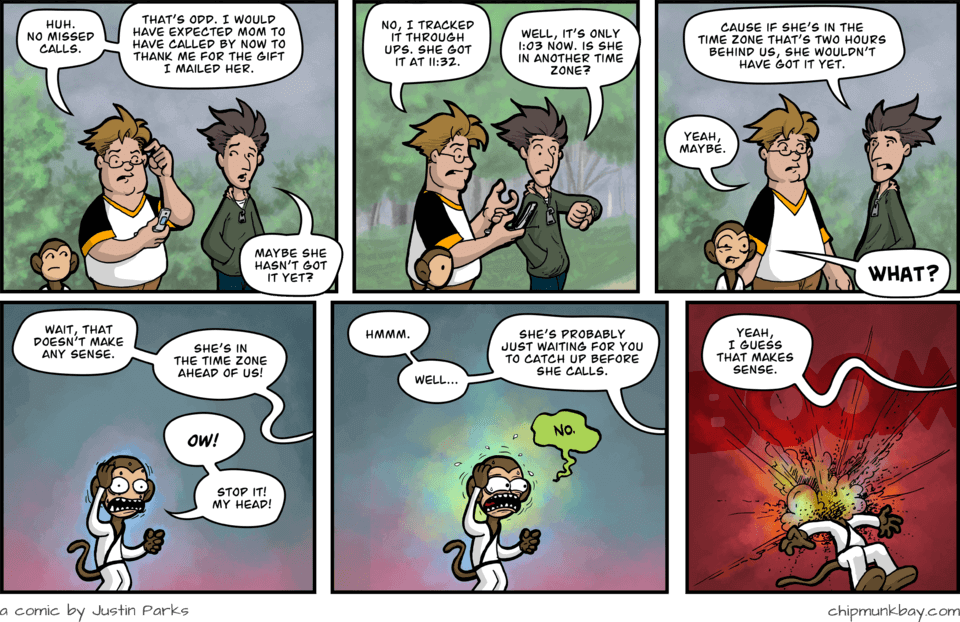 HUH.
NO MISSED
CALLS.
THAT'S ODD. I WOULD
HAVE EXPECTED MOM TO
HAVE CALLED BY NOW TO
THANK ME FOR THE GIFT
I MAILED HER.
MAYBE SHE
HASN'T GOT
IT YET?
NO, I TRACKED
IT THROUGH
UPS. SHE GOT
IT AT 11:32.
WELL, IT'S ONLY
1:03 NOW. IS SHE
IN ANOTHER TIME
ZONE?
CAUSE IF SHE'S IN THE
TIME ZONE THAT'S TWO HOURS
BEHIND US, SHE WOULDN'T
HAVE GOT IT YET.
YEAH,
MAYBE.
WHAT?
WAIT, THAT
DOESN'T MAKE
ANY SENSE.
SHE'S IN
THE TIME ZONE
AHEAD OF US!
OW!
STOP IT!
MY HEAD!
HMMM.
WELL...
SHE'S PROBABLY
JUST WAITING FOR YOU
TO CATCH UP BEFORE
SHE CALLS.
NO.
YEAH,
I GUESS
THAT MAKES
SENSE.
BOOM
a comic by Justin Parks
chipmunkbay.com